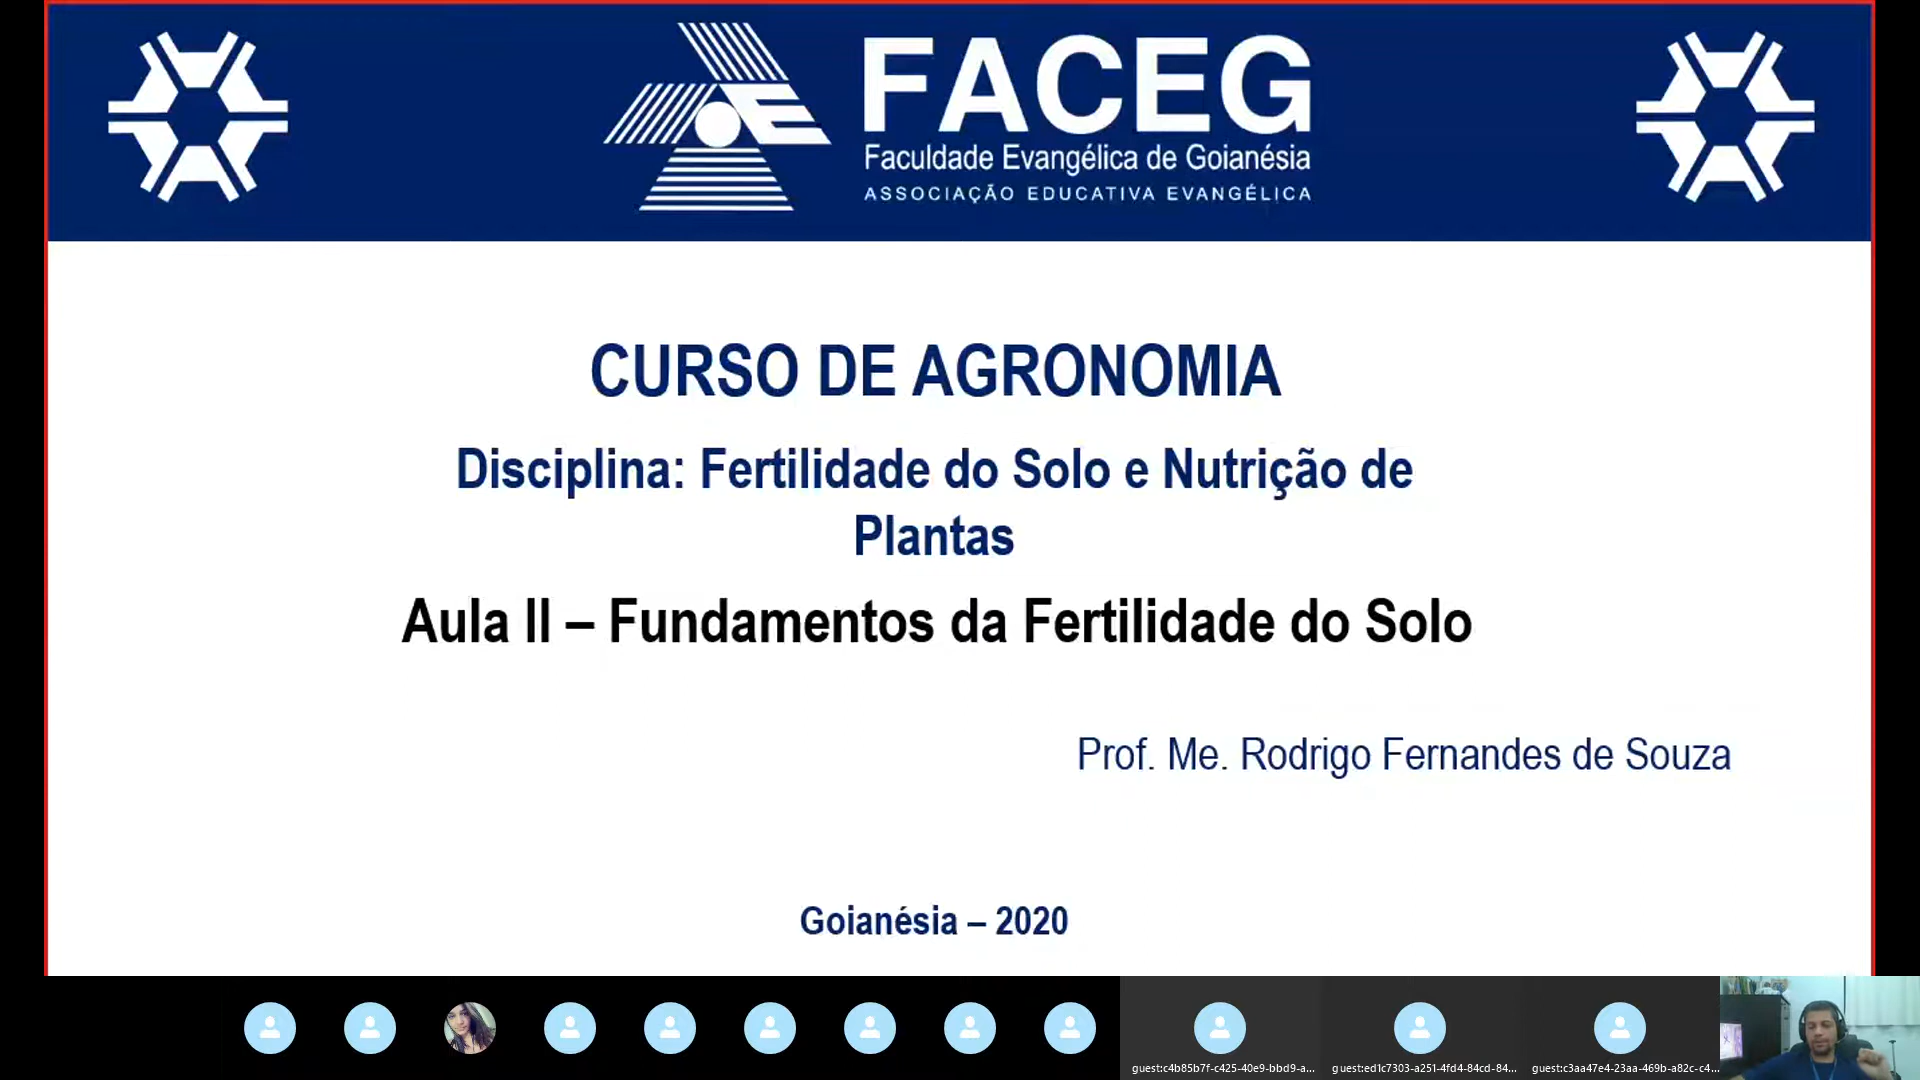 FACEG
Faculdade Evangélica de Goianésia
ASSOCIAÇÃO EDUCATIVA EVANGÉLICA
CURSO DE AGRONOMIA
Disciplina: Fertilidade do Solo e Nutrição de
Plantas
Aula II – Fundamentos da Fertilidade do Solo
Prof. Me. Rodrigo Fernandes de Souza
Goianésia – 2020
guest:c4b85b7f-c425-40e9-bbd9-a...
guest:ed1c7303-a251-4fd4-84cd-84...
guest:c3aa47e4-23aa-469b-a82c-c4...